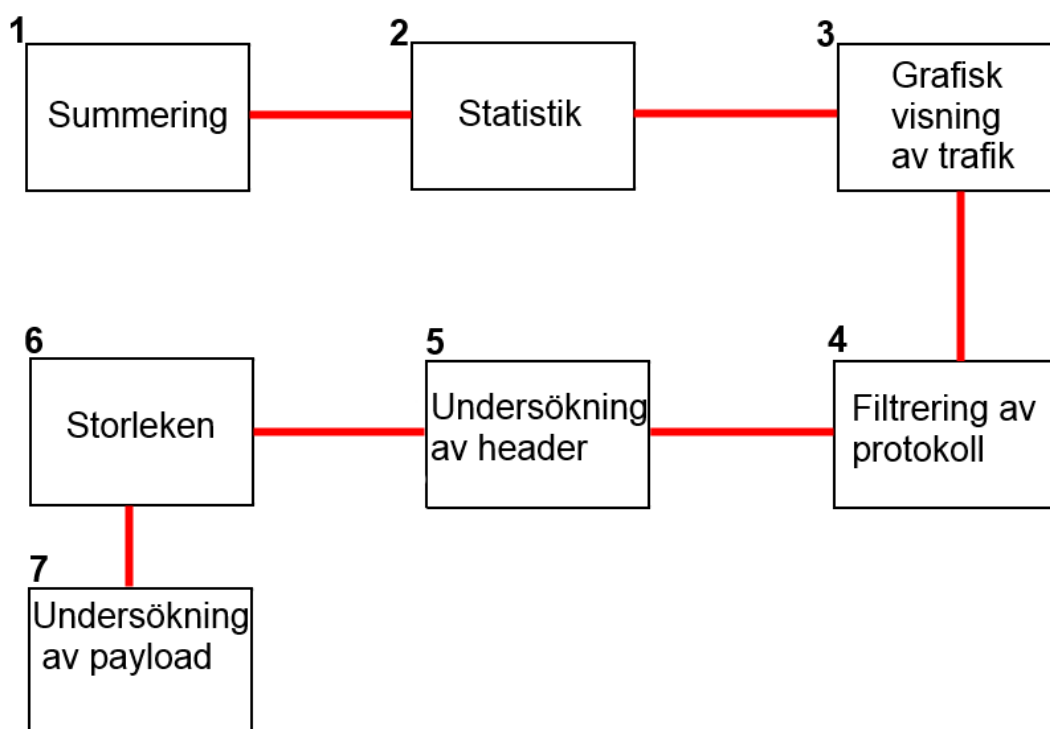 1
Summering
2
Statistik
3
Grafisk
visning
av trafik
4
Filtrering av
protokoll
5
Undersökning
av header
6
Storleken
7
Undersökning
av payload